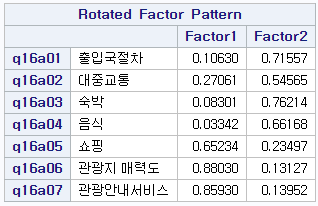 Rotated Factor Pattern
Factor1 Factor2
q16a01 출입국절차 0.10630 0.71557
q16a02 대중교통 0.27061 0.54565
q16a03 숙박 0.08301 0.76214
q16a04 음식 0.03342 0.66168
q16a05 쇼핑 0.65234 0.23497
q16a06 관광지 매력도 0.88030 0.13127
q16a07 관광안내서비스 0.85930 0.13952